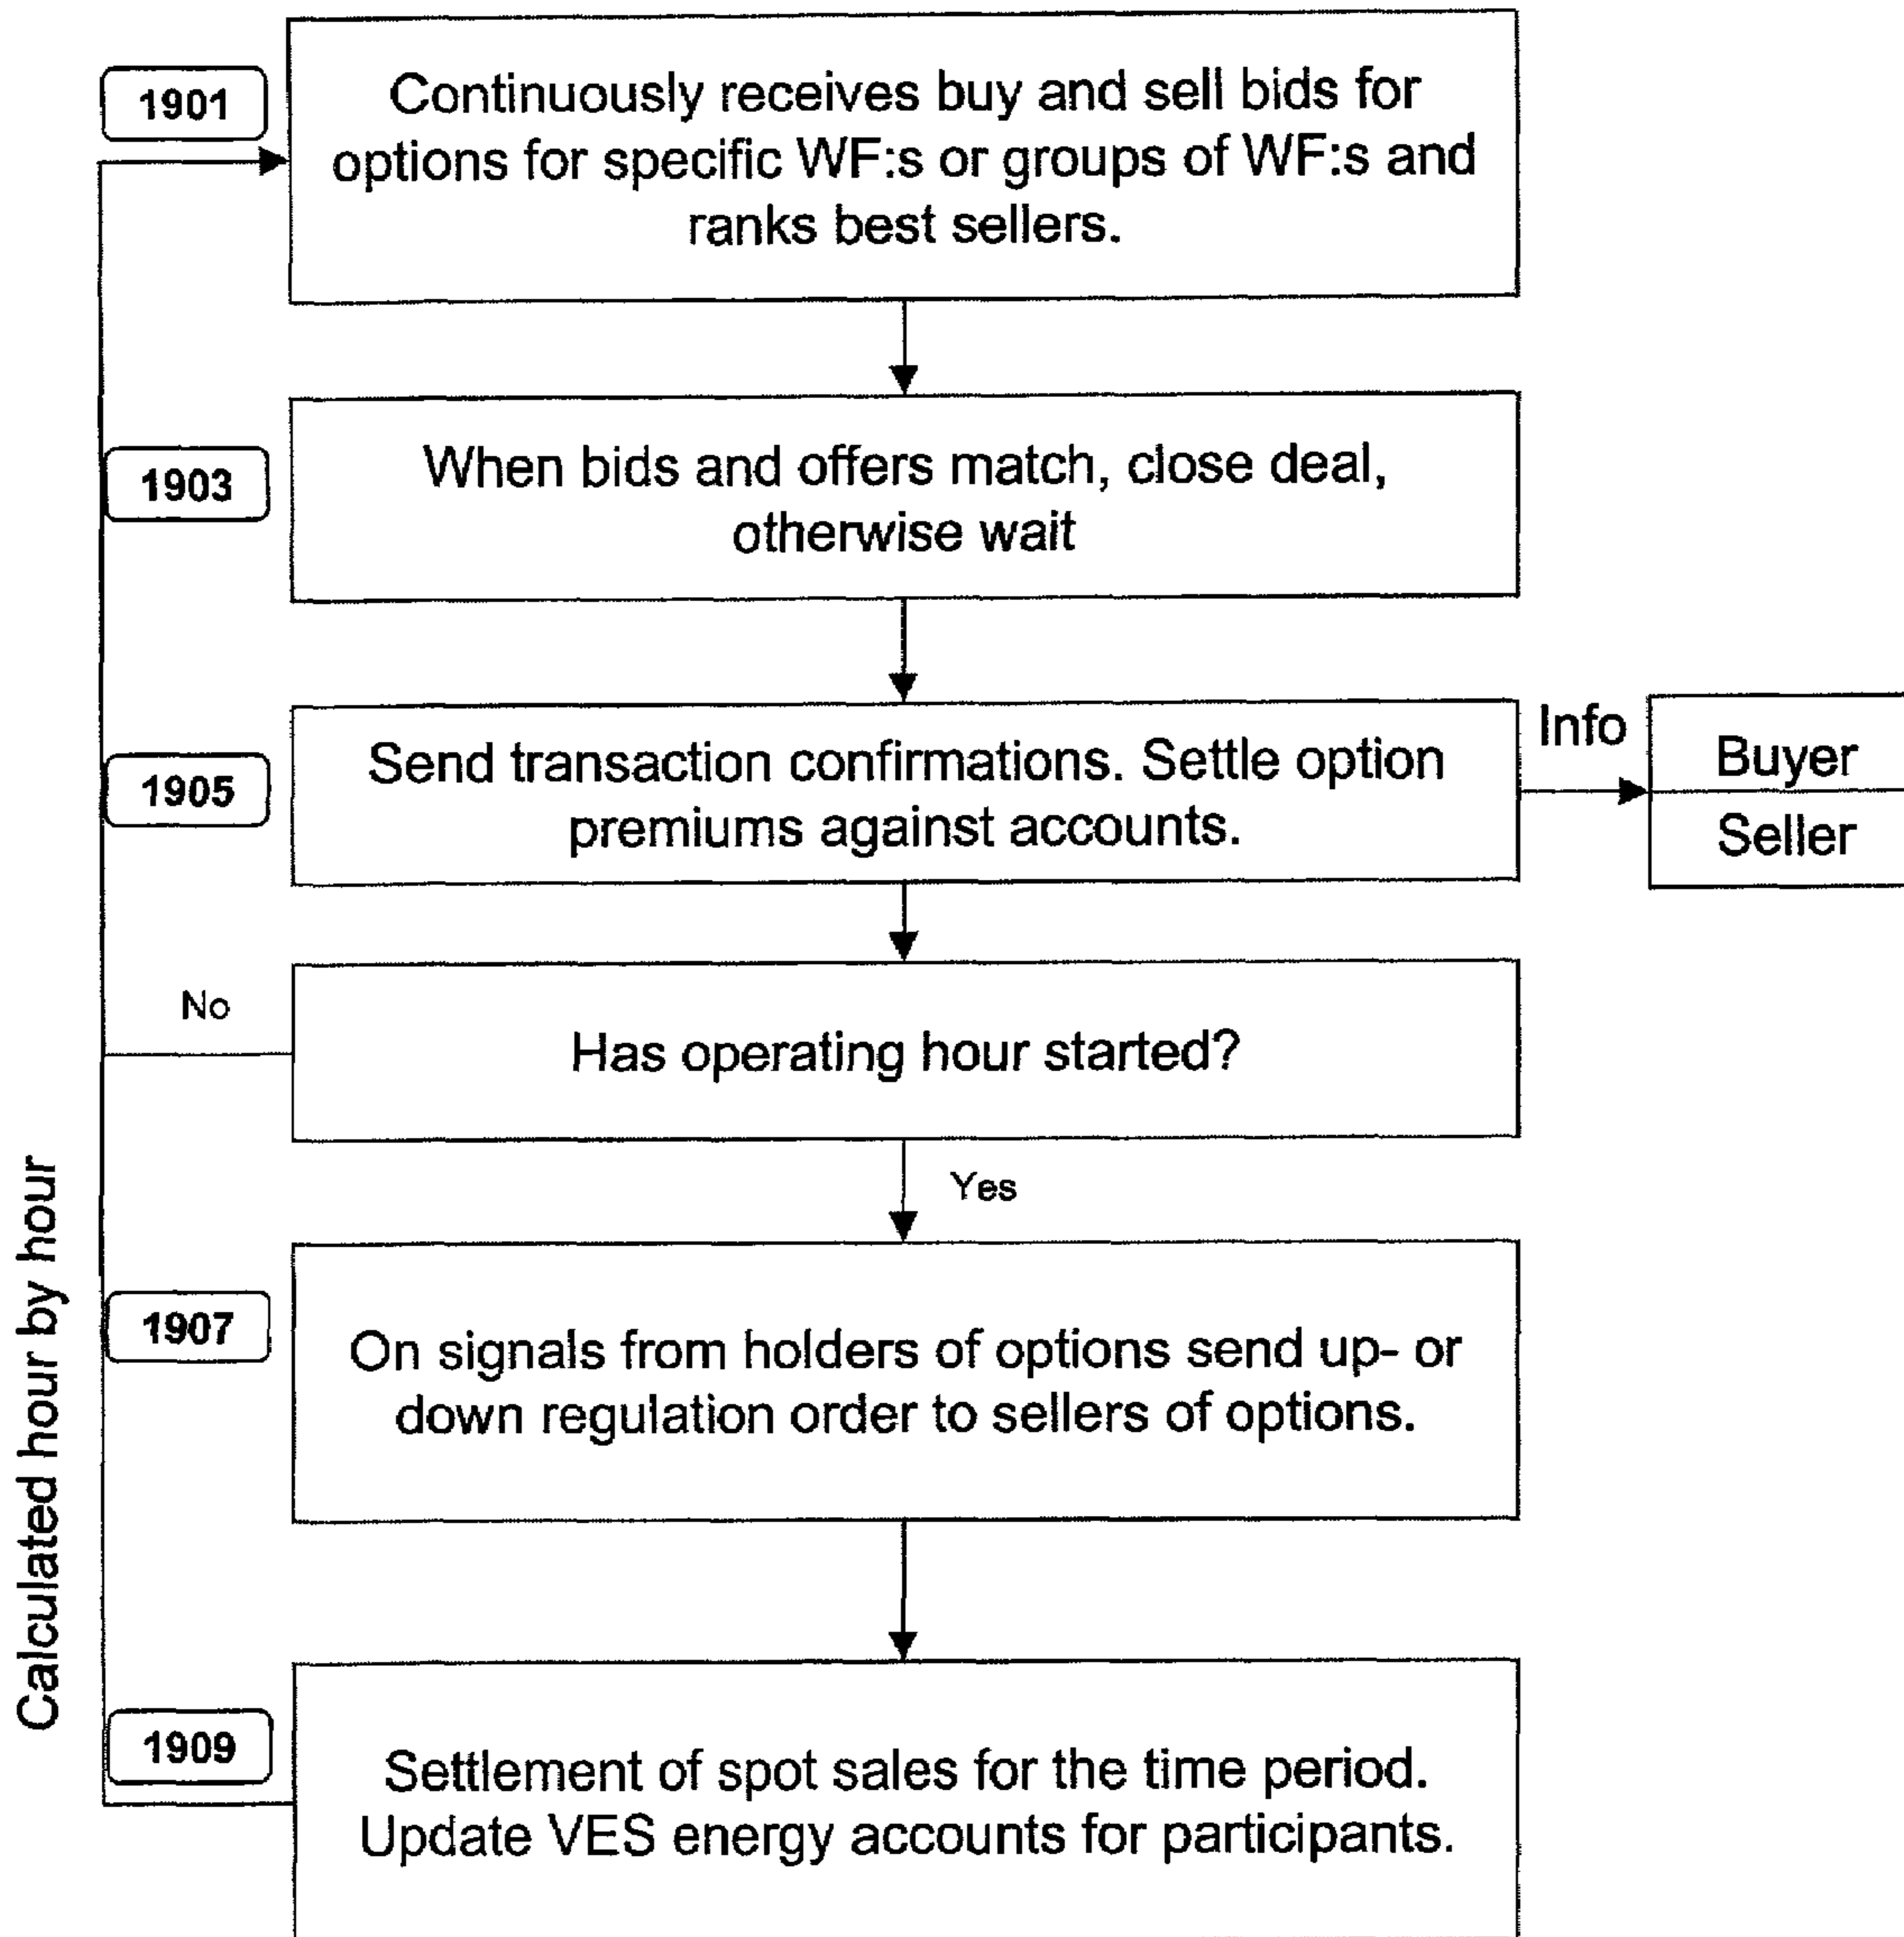 1901
Continuously receives buy and sell bids for
options for specific WF:s or groups of WF:s and
ranks best sellers.
1903
When bids and offers match, close deal,
otherwise wait
1905
Send transaction confirmations. Settle option
premiums against accounts.
Info
Buyer
Seller
No
Has operating hour started?
Yes
1907
On signals from holders of options send up- or
down regulation order to sellers of options.
Calculated hour by hour
1909
Settlement of spot sales for the time period.
Update VES energy accounts for participants.